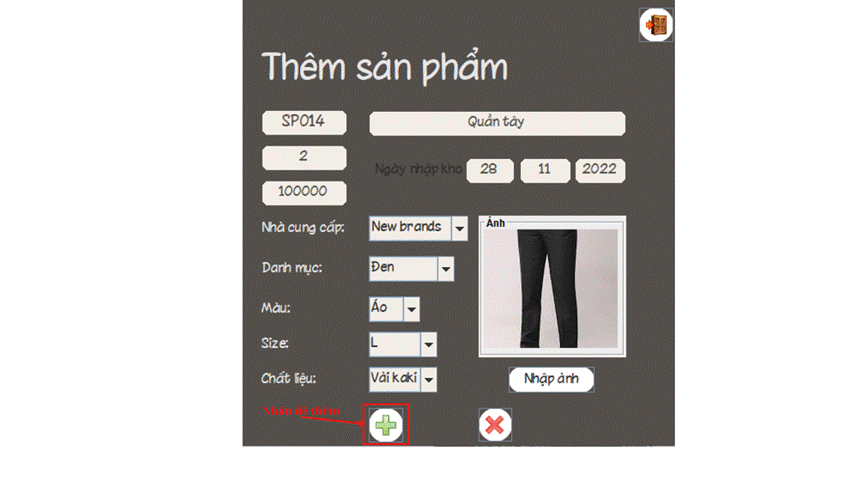 Thêm sản phẩm
SP014
Quần tây
2
Ngày nhập kho
28
11
2022
100000
Nhà cung cấp:
New brands
Ảnh
Danh mục:
Đen
Màu:
Áo
Size:
L
Chất liệu:
Vải kaki
Nhập ảnh
Nhấn để thêm